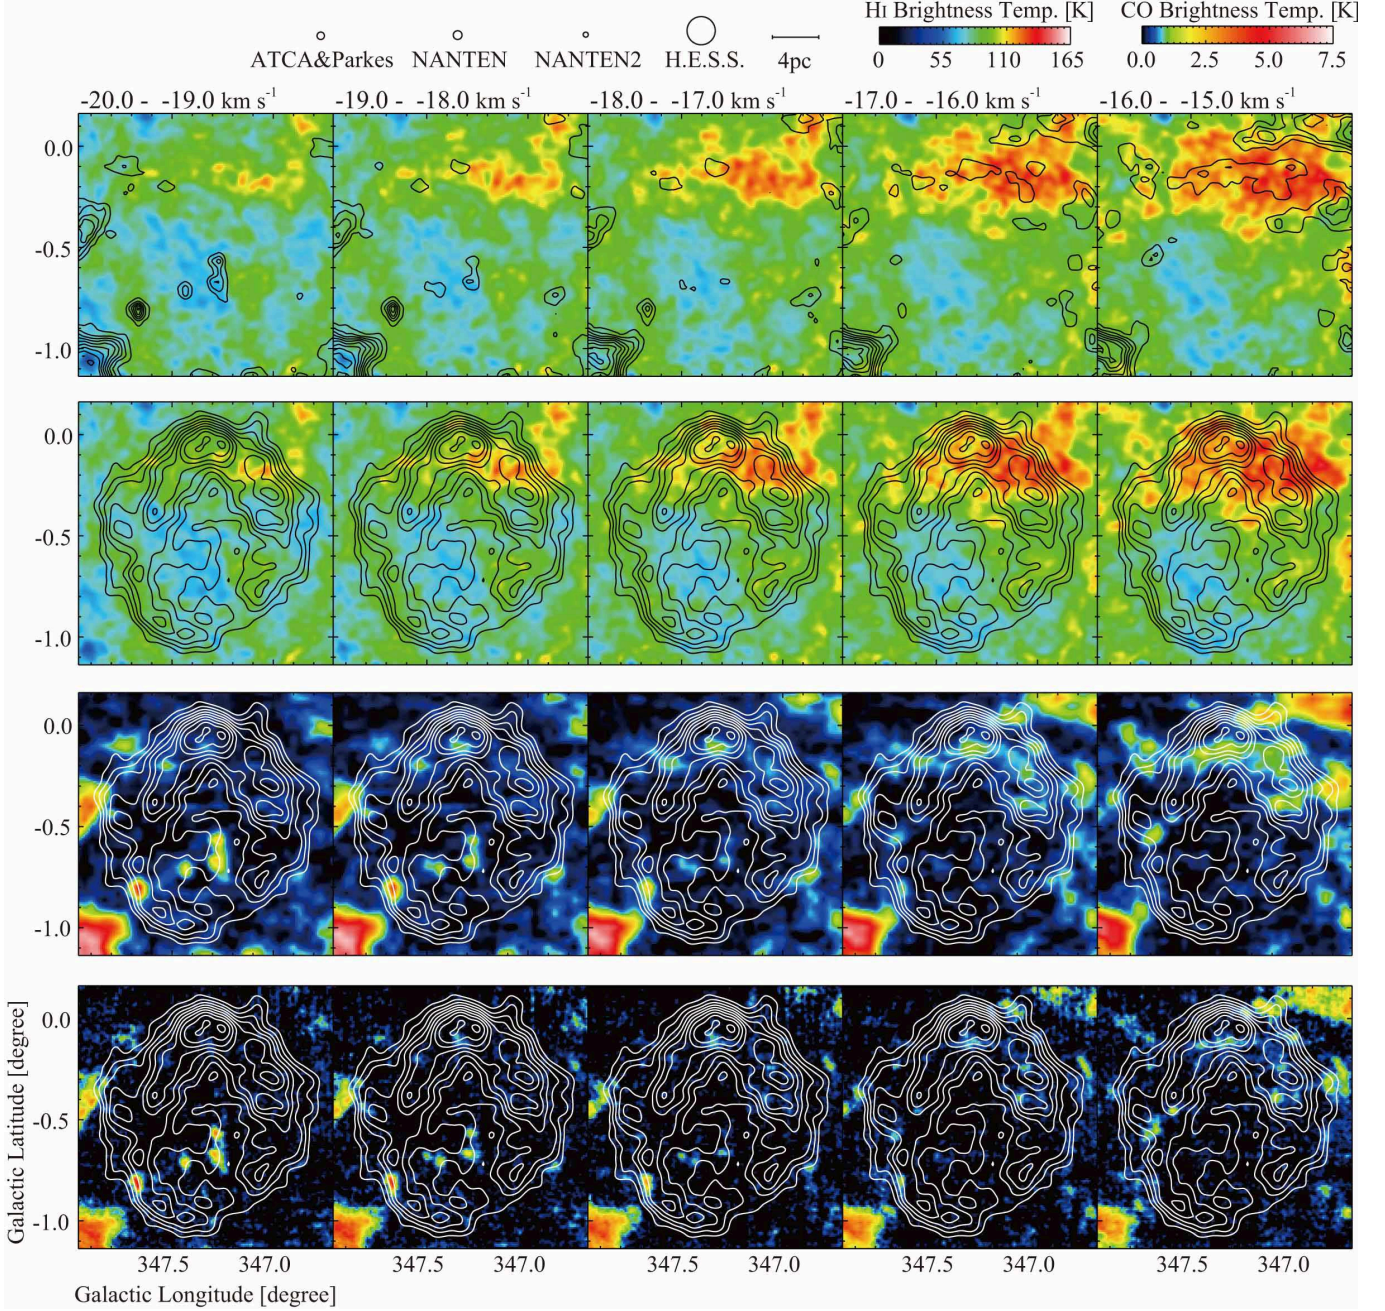 HI Brightness Temp. [K] CO Brightness Temp. [K]
ATCA&Parkes NANTEN NANTEN2 H.E.S.S. 4pc
0 55 110 165 0.0 2.5 5.0 7.5
-20.0 - -19.0 km s⁻¹ -19.0 - -18.0 km s⁻¹ -18.0 - -17.0 km s⁻¹ -17.0 - -16.0 km s⁻¹ -16.0 - -15.0 km s⁻¹
0.0
-0.5
-1.0
0.0
-0.5
-1.0
0.0
-0.5
-1.0
0.0
-0.5
-1.0
Galactic Latitude [degree]
347.5 347.0 347.5 347.0 347.5 347.0 347.5 347.0 347.5 347.0
Galactic Longitude [degree]